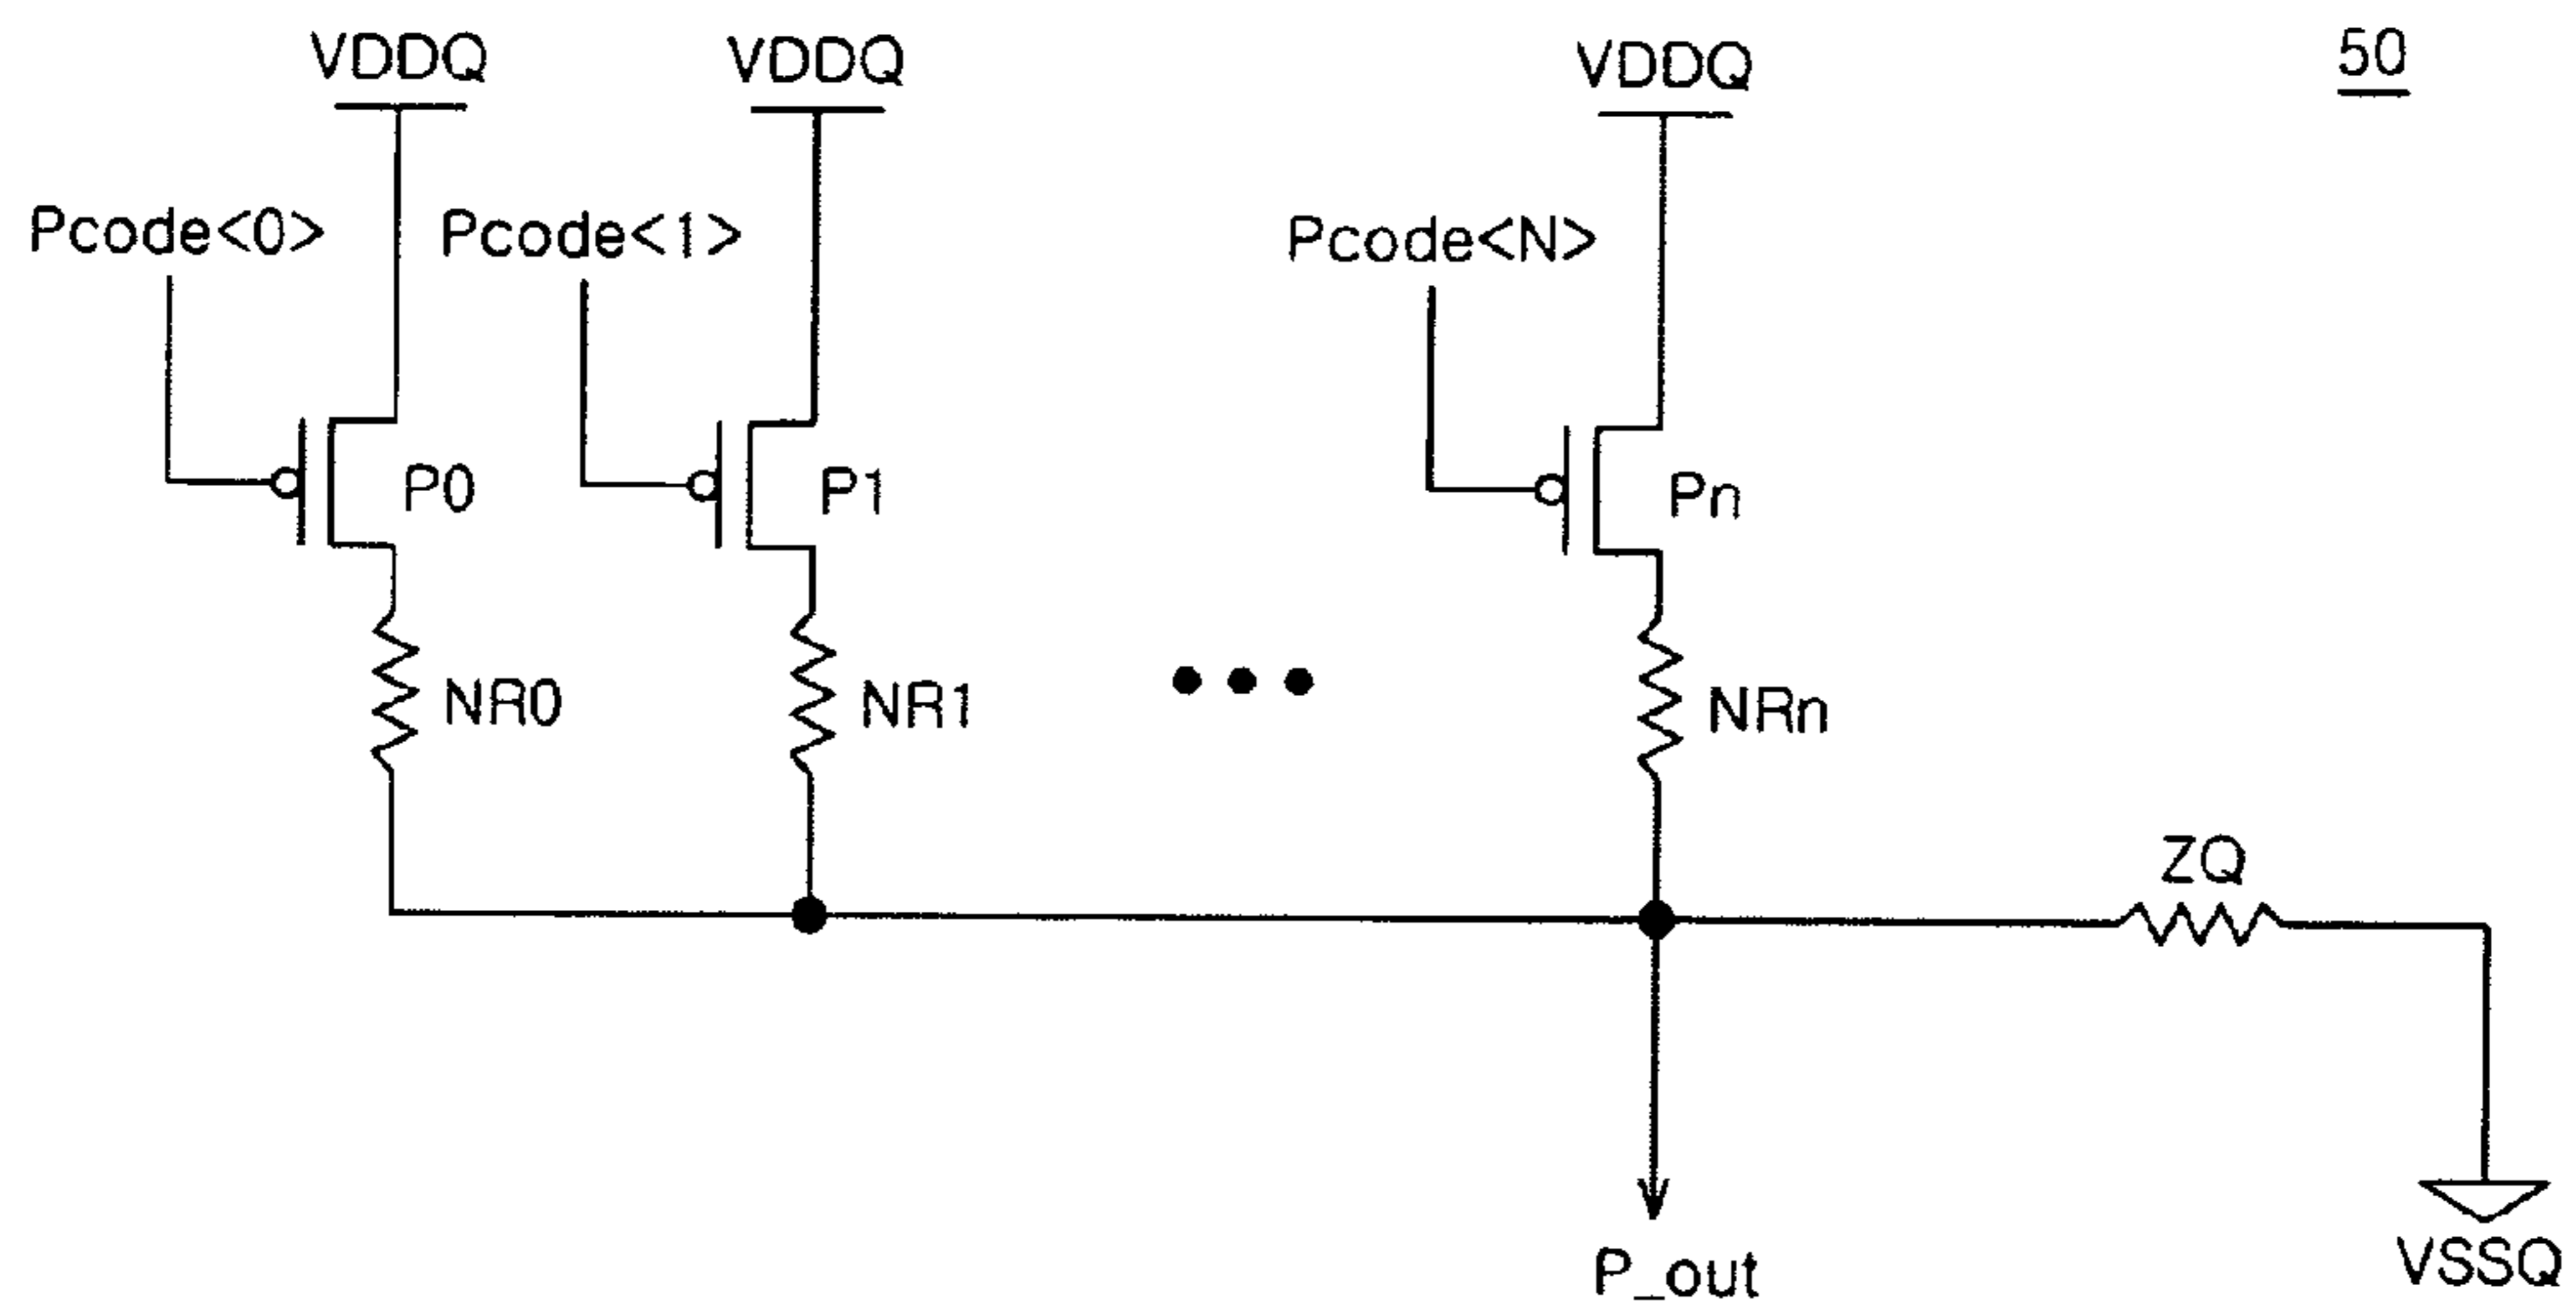 VDDQ VDDQ VDDQ 50
Pcode<0> Pcode<1> Pcode<N>
P0 P1 Pn
NR0 NR1 NRn
ZQ
P_out VSSQ